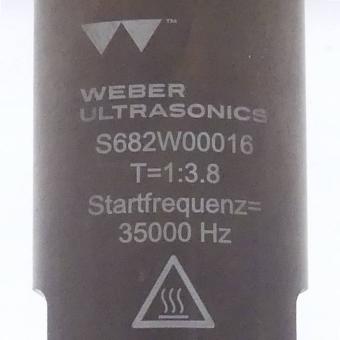 ™
WEBER
ULTRASONICS
S682W00016
T=1:3.8
Startfrequenz=
35000 Hz